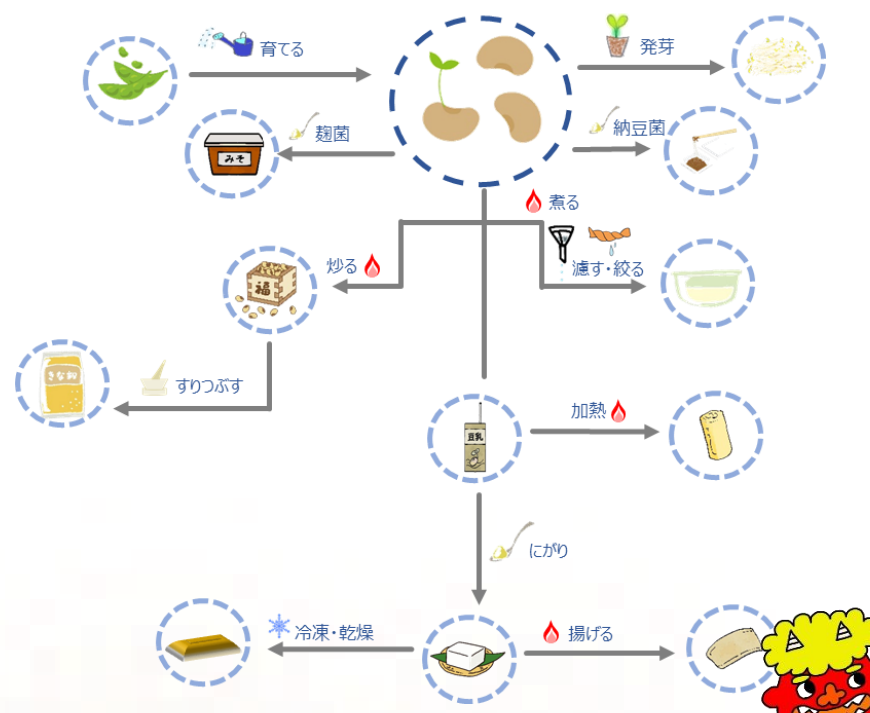 育てる
発芽
麹菌
納豆菌
みそ
煮る
炒る
濾す・絞る
福
きな粉
すりつぶす
加熱
豆乳
にがり
冷凍・乾燥
揚げる